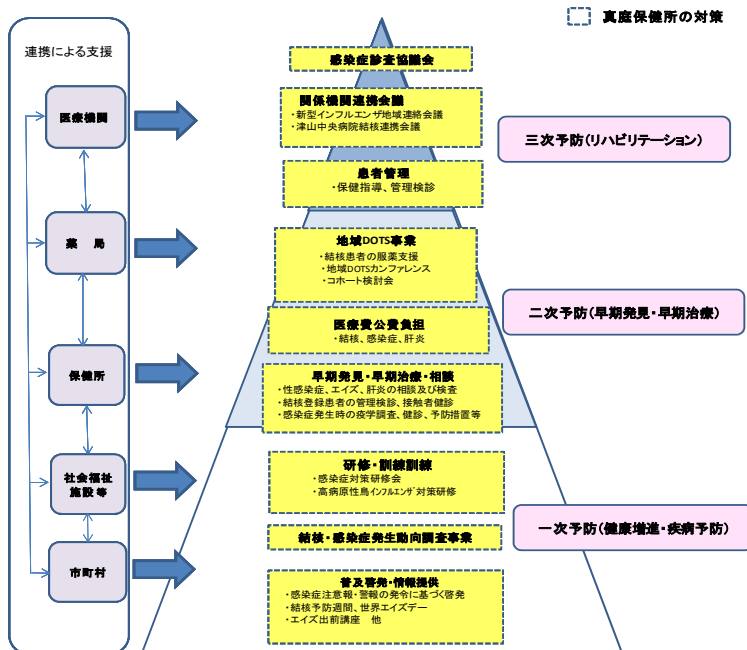 真庭保健所の対策
連携による支援
医療機関
薬　局
保健所
社会福祉
施設等
市町村
感染症診査協議会
関係機関連携会議
・新型インフルエンザ地域連絡会議
・津山中央病院結核連携会議
患者管理
・保健指導、管理検診
地域DOTS事業
・結核患者の服薬支援
・地域DOTSカンファレンス
・コホート検討会
医療費公費負担
・結核、感染症、肝炎
早期発見・早期治療・相談
・性感染症、エイズ、肝炎の相談及び検査
・結核登録患者の管理検診、接触者健診
・感染症発生時の疫学調査、健診、予防措置等
研修・訓練訓練
・感染症対策研修会
・高病原性鳥インフルエンザ対策研修
結核・感染症発生動向調査事業
普及啓発・情報提供
・感染症注意報・警報の発令に基づく啓発
・結核予防週間、世界エイズデー
・エイズ出前講座　他
三次予防（リハビリテーション）
二次予防（早期発見・早期治療）
一次予防（健康増進・疾病予防）